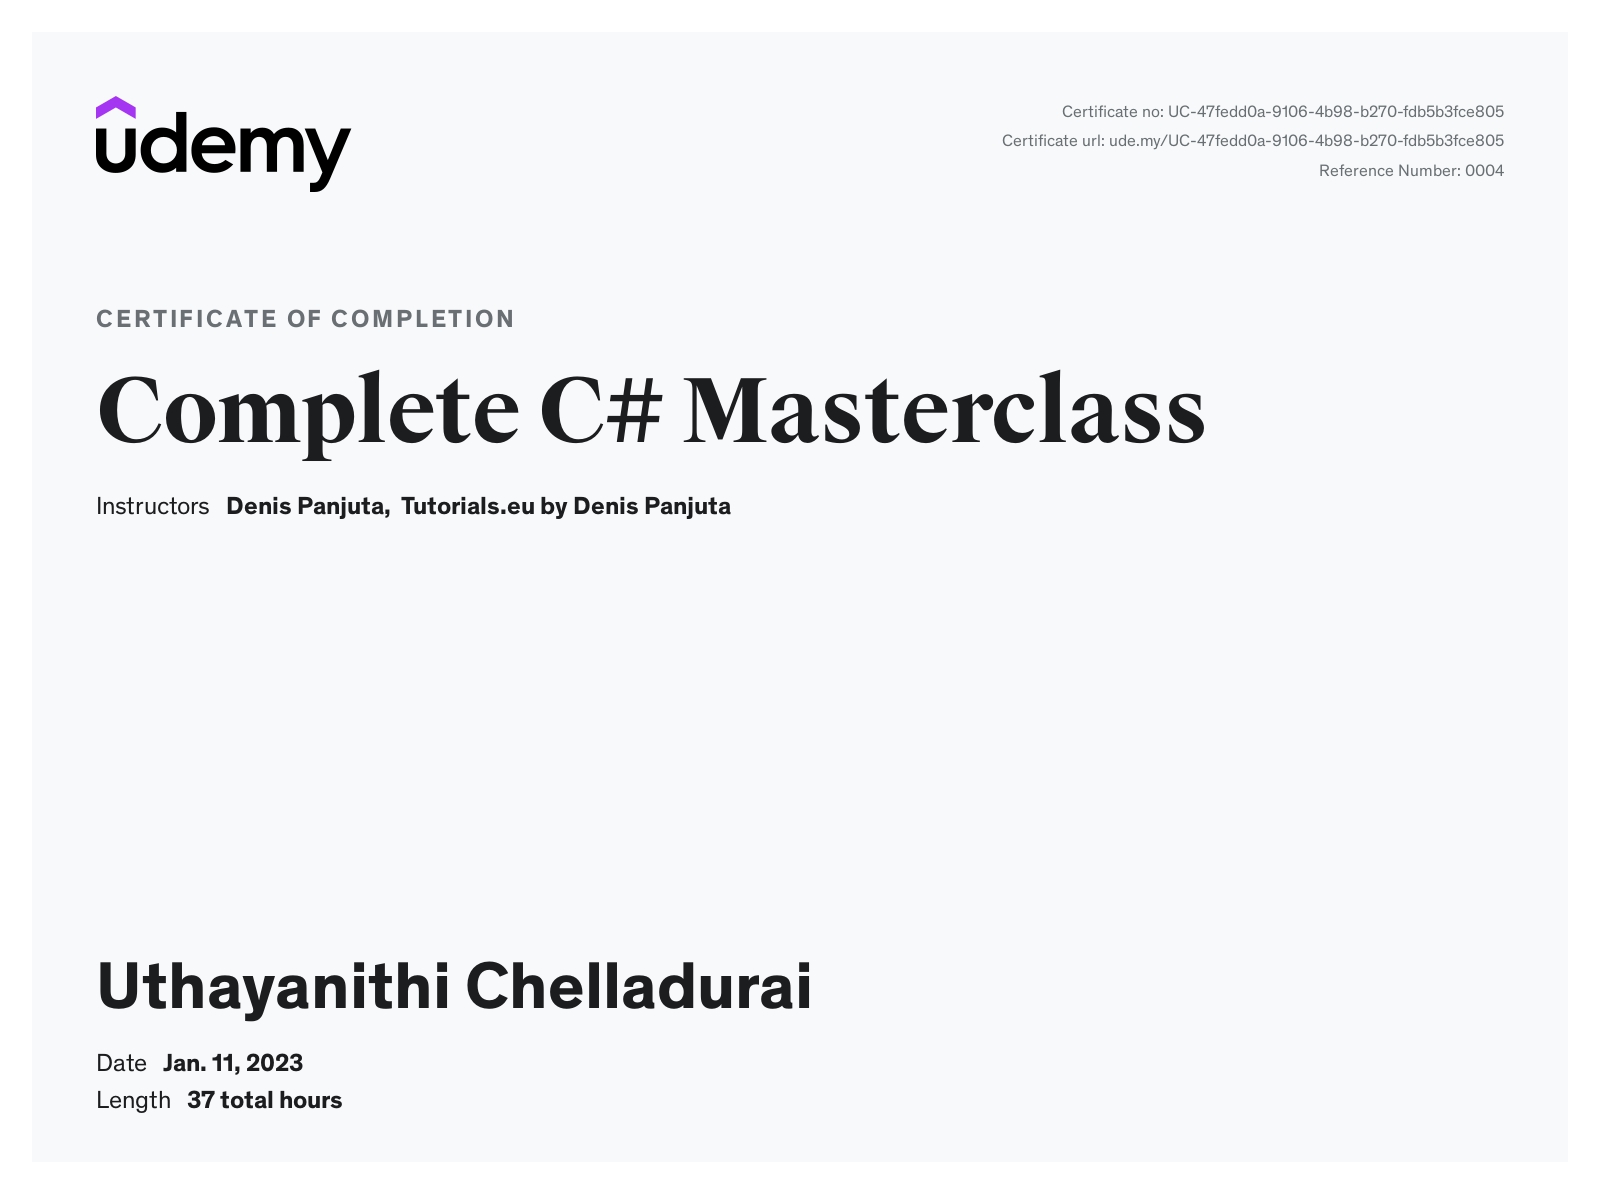 udemy
Certificate no: UC-47fedd0a-9106-4b98-b270-fdb5b3fce805
Certificate url: ude.my/UC-47fedd0a-9106-4b98-b270-fdb5b3fce805
Reference Number: 0004
CERTIFICATE OF COMPLETION
Complete C# Masterclass
Instructors Denis Panjuta, Tutorials.eu by Denis Panjuta
Uthayanithi Chelladurai
Date Jan. 11, 2023
Length 37 total hours